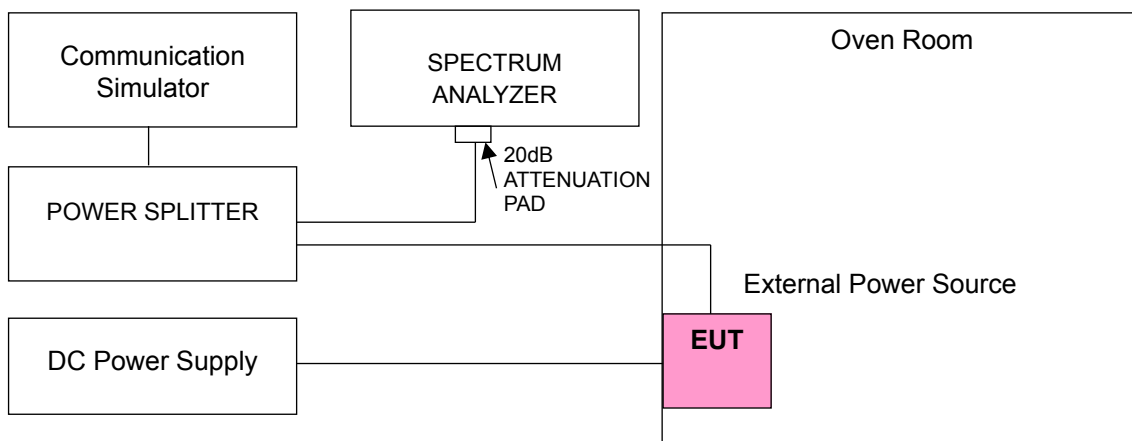 Communication
Simulator
SPECTRUM
ANALYZER
Oven Room
20dB
ATTENUATION
PAD
POWER SPLITTER
External Power Source
EUT
DC Power Supply